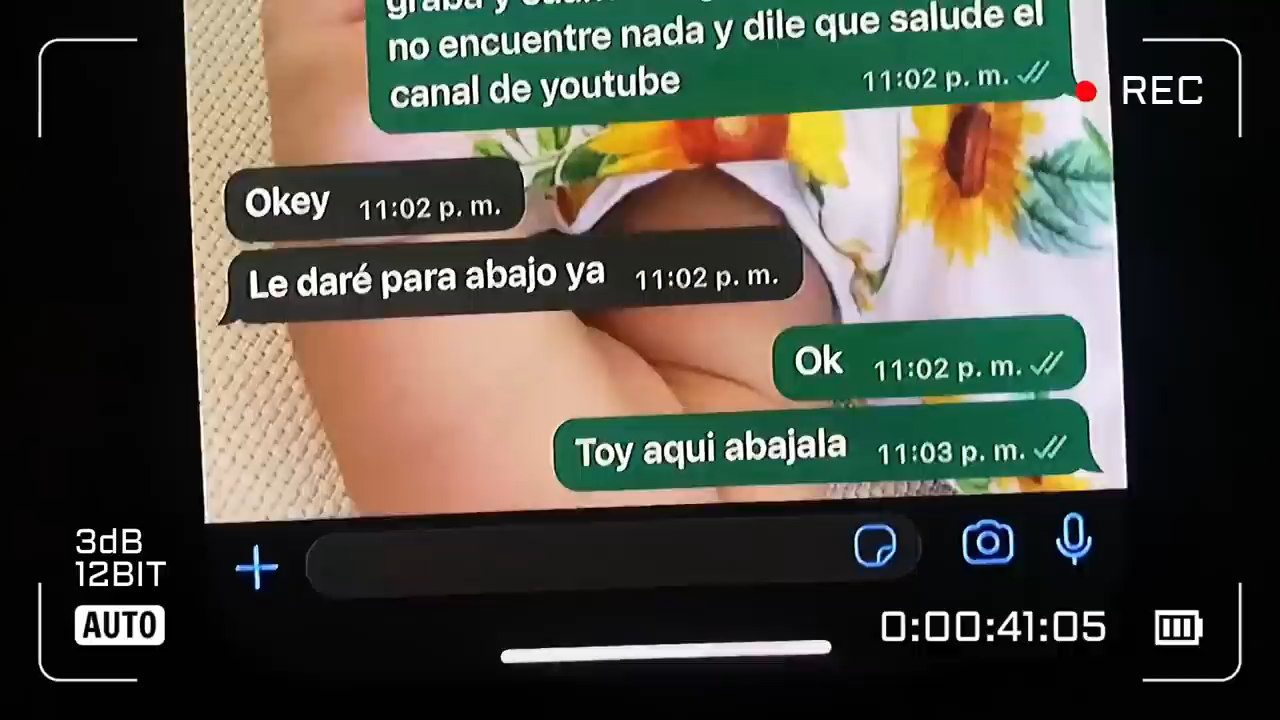 no encuentre nada y dile que salude el
canal de youtube 11:02 p. m.
REC
Okey 11:02 p. m.
Le daré para abajo ya 11:02 p. m.
Ok 11:02 p. m.
Toy aqui abajala 11:03 p. m.
3dB
12BIT
AUTO
0:00:41:05